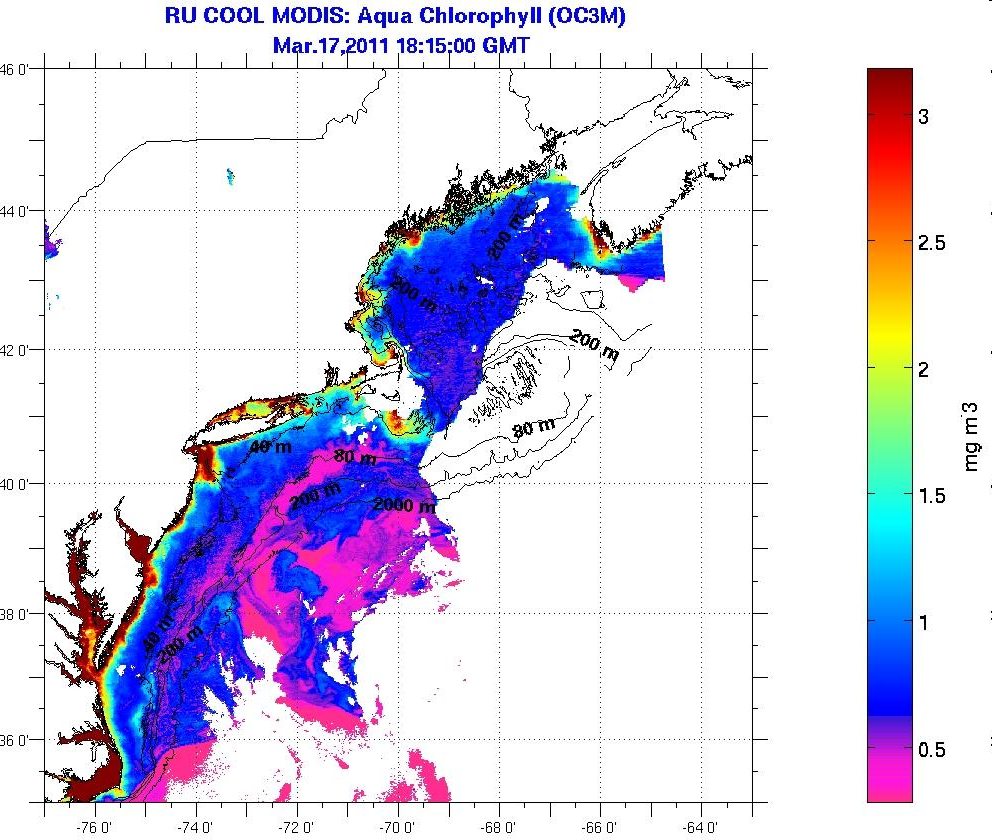 RU COOL MODIS: Aqua Chlorophyll (OC3M)
Mar.17,2011 18:15:00 GMT
46 0'
44 0'
42 0'
40 0'
38 0'
36 0'
-76 0'
-74 0'
-72 0'
-70 0'
-68 0'
-66 0'
-64 0'
200 m
200 m
200 m
80 m
40 m
80 m
200 m
2000 m
40 m
200 m
3
2.5
2
1.5
1
0.5
mg m 3